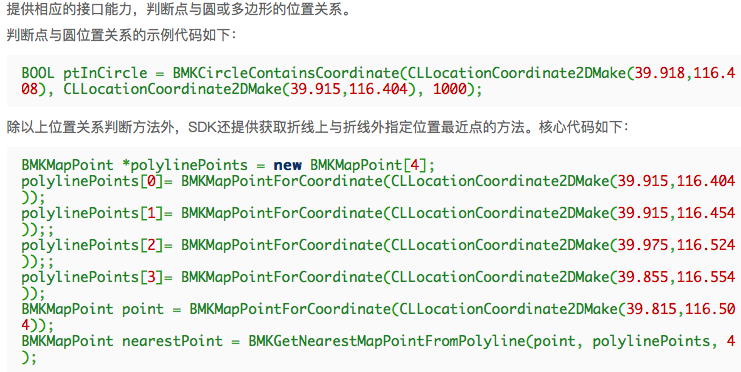 提供相应的接口能力，判断点与圆或多边形的位置关系。
判断点与圆位置关系的示例代码如下：
BOOL ptInCircle = BMKCircleContainsCoordinate(CLLocationCoordinate2DMake(39.918,116.4
08), CLLocationCoordinate2DMake(39.915,116.404), 1000);
除以上位置关系判断方法外，SDK还提供获取折线上与折线外指定位置最近点的方法。核心代码如下：
BMKMapPoint *polylinePoints = new BMKMapPoint[4];
polylinePoints[0]= BMKMapPointForCoordinate(CLLocationCoordinate2DMake(39.915,116.404
));
polylinePoints[1]= BMKMapPointForCoordinate(CLLocationCoordinate2DMake(39.915,116.454
));;
polylinePoints[2]= BMKMapPointForCoordinate(CLLocationCoordinate2DMake(39.975,116.524
));;
polylinePoints[3]= BMKMapPointForCoordinate(CLLocationCoordinate2DMake(39.855,116.554
));
BMKMapPoint point = BMKMapPointForCoordinate(CLLocationCoordinate2DMake(39.815,116.50
4));
BMKMapPoint nearestPoint = BMKGetNearestMapPointFromPolyline(point, polylinePoints, 4
);